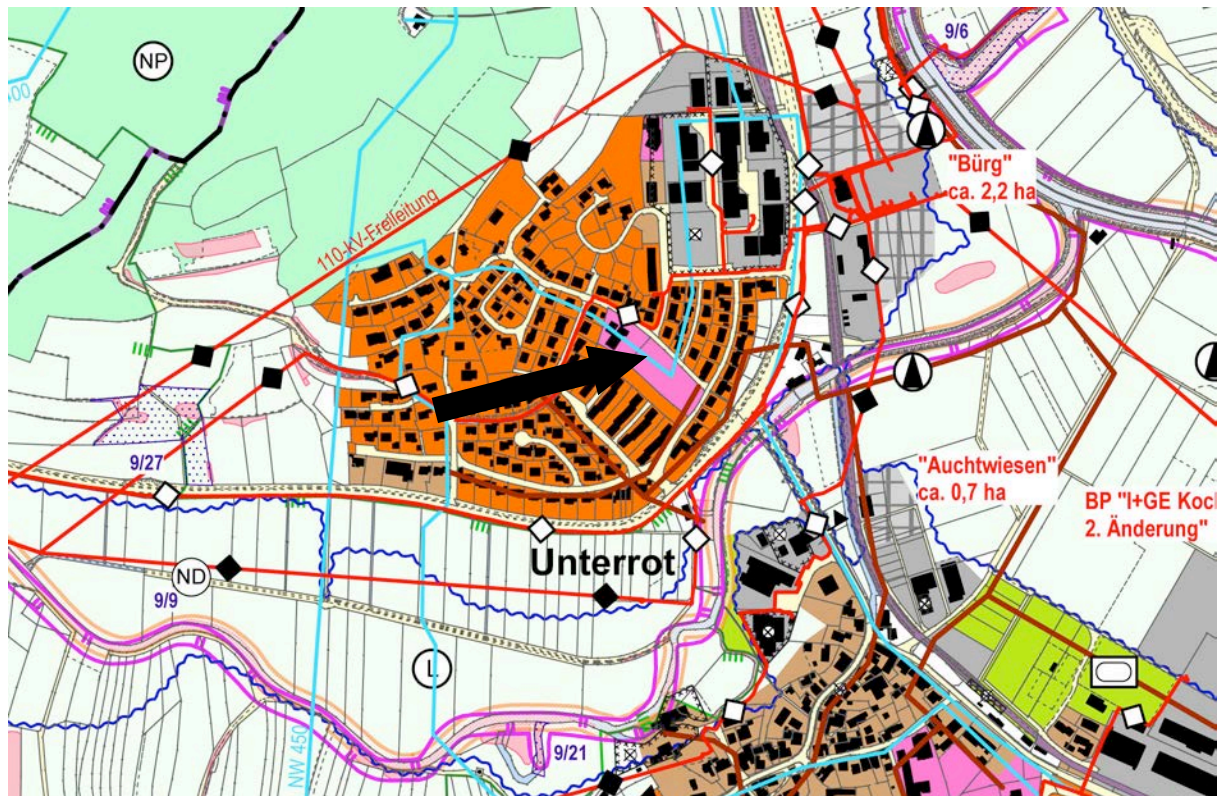 9/6
NP
400
"Bürg"
ca. 2,2 ha
110-KV-Freileitung
9/27
"Auchtwiesen"
ca. 0,7 ha
BP "I+GE Koch
2. Änderung"
Unterrot
ND
9/9
L
NW 450
9/21